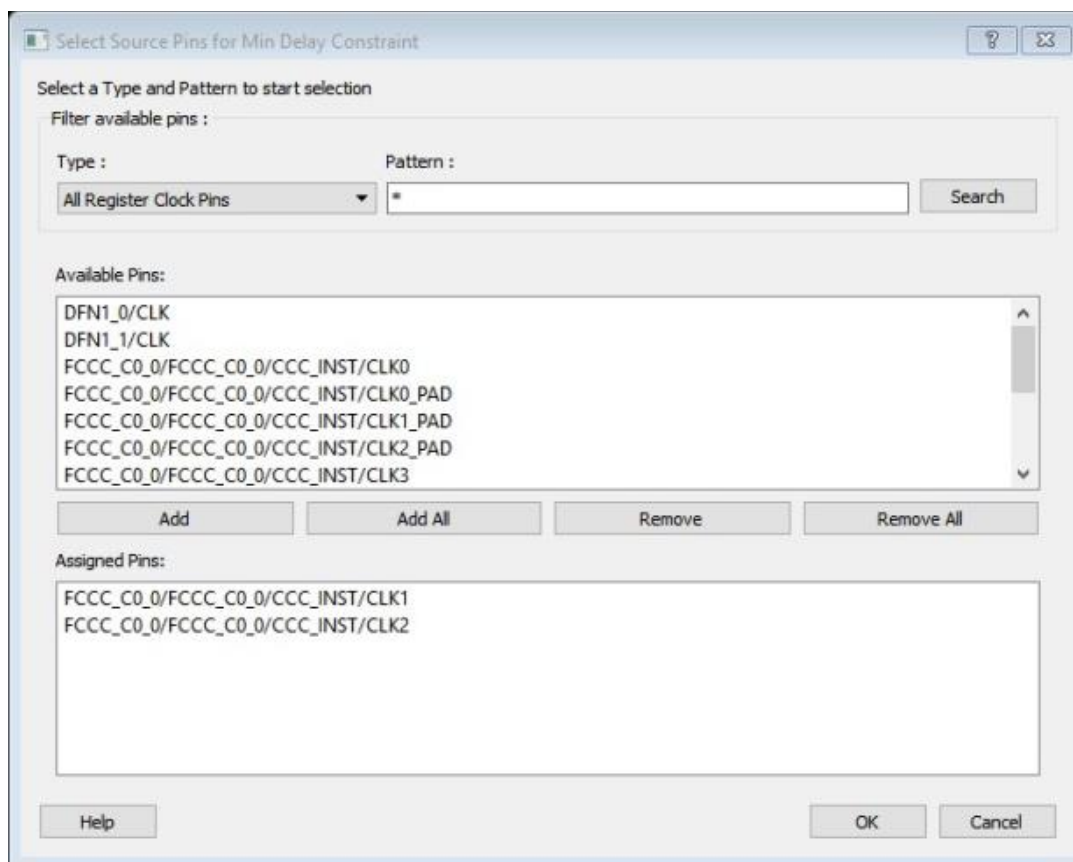 Select Source Pins for Min Delay Constraint
Select a Type and Pattern to start selection
Filter available pins :
Type : Pattern :
All Register Clock Pins * Search
Available Pins:
DFN1_0/CLK
DFN1_1/CLK
FCCC_C0_0/FCCC_C0_0/CCC_INST/CLK0
FCCC_C0_0/FCCC_C0_0/CCC_INST/CLK0_PAD
FCCC_C0_0/FCCC_C0_0/CCC_INST/CLK1_PAD
FCCC_C0_0/FCCC_C0_0/CCC_INST/CLK2_PAD
FCCC_C0_0/FCCC_C0_0/CCC_INST/CLK3
Add Add All Remove Remove All
Assigned Pins:
FCCC_C0_0/FCCC_C0_0/CCC_INST/CLK1
FCCC_C0_0/FCCC_C0_0/CCC_INST/CLK2
Help OK Cancel